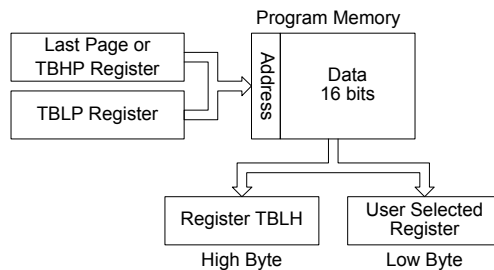 Program Memory
Last Page or
TBHP Register
TBLP Register
Address
Data
16 bits
Register TBLH
User Selected
Register
High Byte
Low Byte